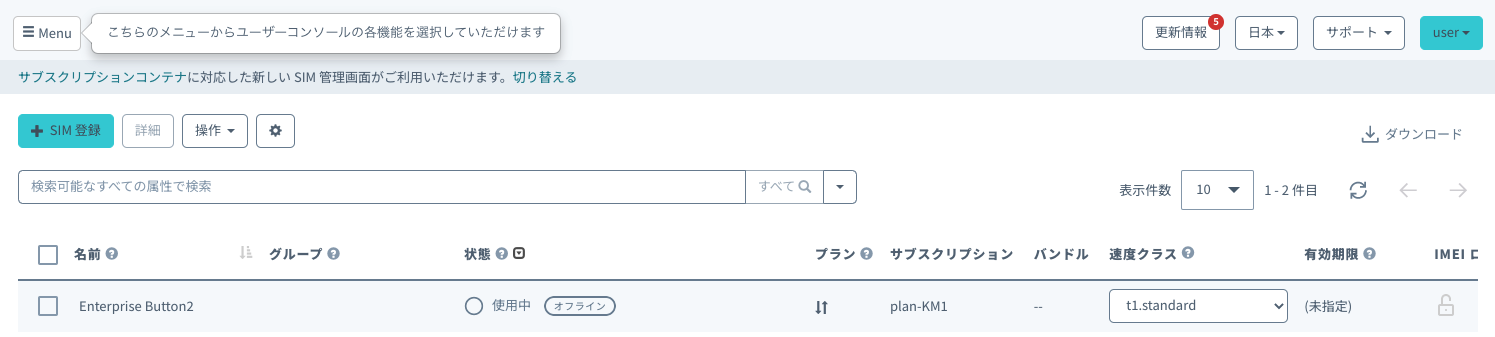 Menu
こちらのメニューからユーザーコンソールの各機能を選択していただけます
更新情報 5
日本
サポート
user
サブスクリプションコンテナに対応した新しい SIM 管理画面がご利用いただけます。切り替える
SIM 登録
詳細
操作
ダウンロード
検索可能なすべての属性で検索
すべて
表示件数
10
1 - 2 件目
名前 グループ 状態 プラン サブスクリプション バンドル 速度クラス 有効期限 IMEI ロ
Enterprise Button2 使用中 オフライン plan-KM1 -- t1.standard (未指定)